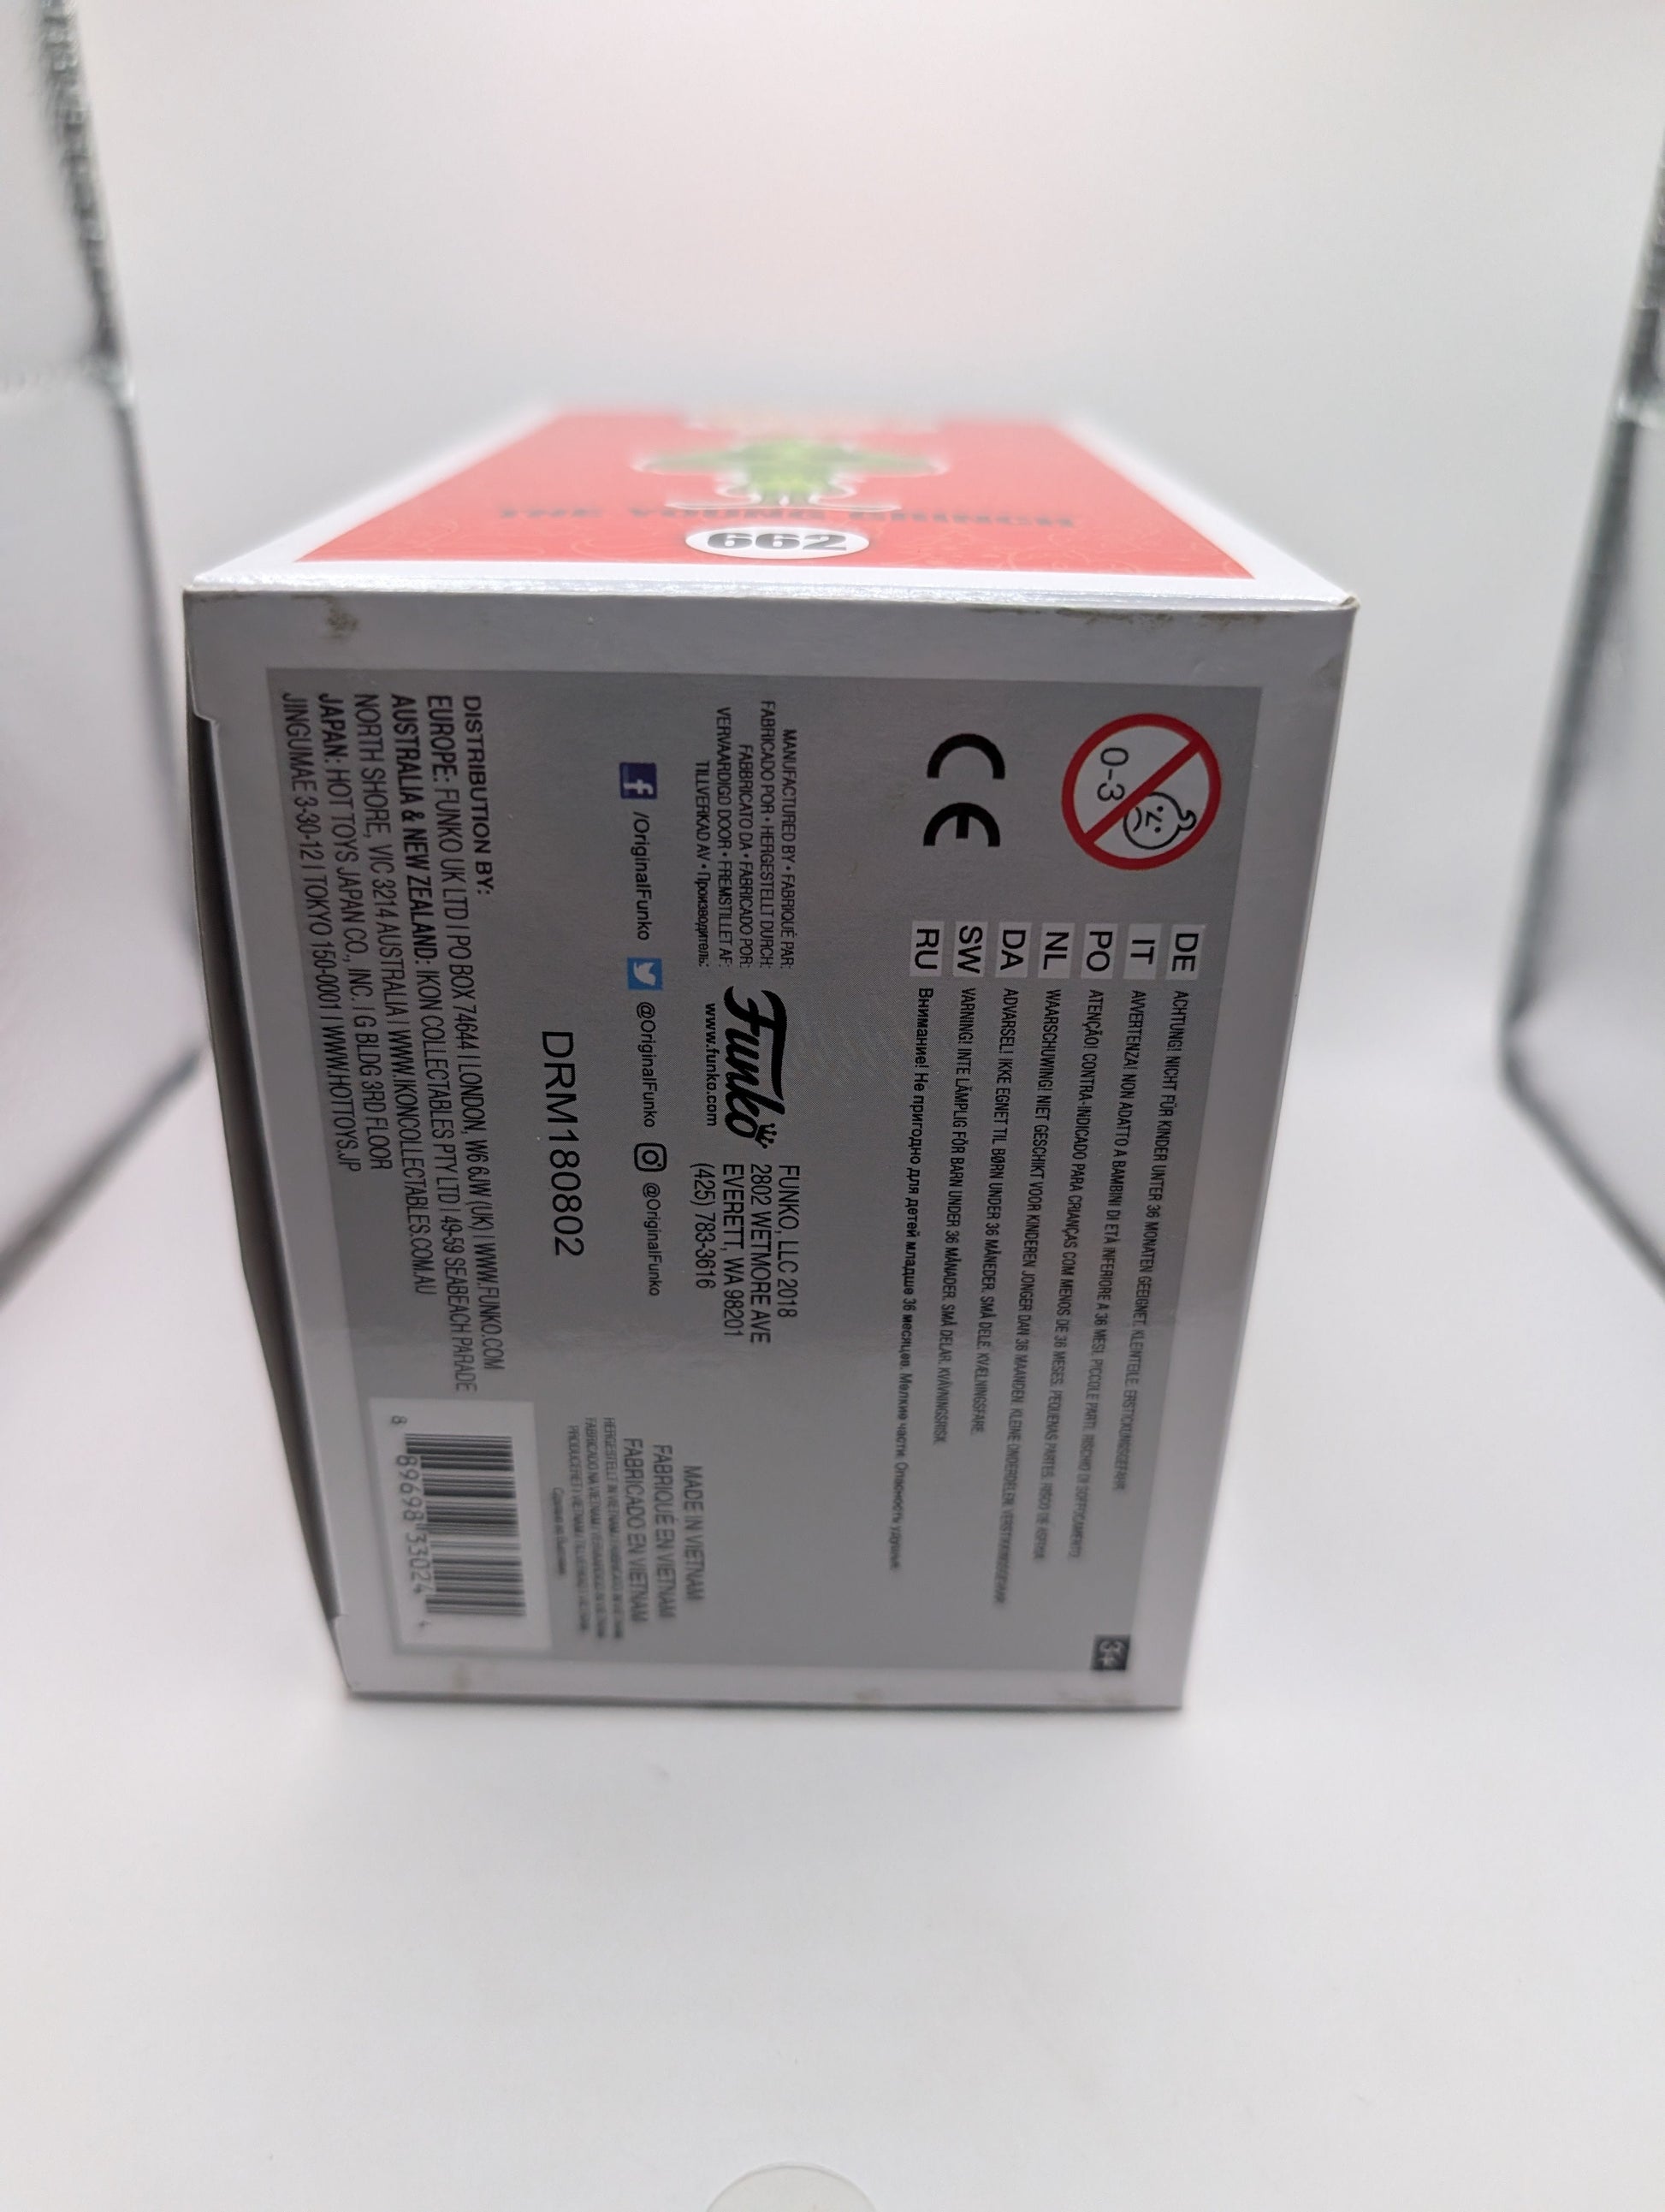 THE YOUNG GRINCH
662
0-3
CE
DE ACHTUNG! NICHT FÜR KINDER UNTER 36 MONATEN GEEIGNET. KLEINTEILE. ERSTICKUNGSGEFAHR.
IT AVVERTENZA! NON ADATTO A BAMBINI DI ETÀ INFERIORE A 36 MESI. PICCOLE PARTI. RISCHIO DI SOFFOCAMENTO.
PO ATENÇÃO! CONTRA-INDICADO PARA CRIANÇAS COM MENOS DE 36 MESES. PEQUENAS PARTES. RISCO DE ASFIXIA.
NL WAARSCHUWING! NIET GESCHIKT VOOR KINDEREN JONGER DAN 36 MAANDEN. KLEINE ONDERDELEN. VERSTIKKINGSGEVAAR.
DA ADVARSEL! IKKE EGNET TIL BØRN UNDER 36 MÅNEDER. SMÅ DELE. KVÆLNINGSFARE.
SW VARNING! INTE LÄMPLIG FÖR BARN UNDER 36 MÅNADER. SMÅ DELAR. KVÄVNINGSRISK.
RU Внимание! Не пригодно для детей младше 36 месяцев. Мелкие части. Опасность удушья.
3+
MANUFACTURED BY • FABRIQUÉ PAR:
FABRICADO POR • HERGESTELLT DURCH:
FABBRICATO DA • FABRICADO POR:
VERVAARDIGD DOOR • FREMSTILLET AF:
TILLVERKAD AV • Производитель:
Funko
www.funko.com
FUNKO, LLC 2018
2802 WETMORE AVE
EVERETT, WA 98201
(425) 783-3616
/OriginalFunko @OriginalFunko @OriginalFunko
DRM180802
MADE IN VIETNAM
FABRIQUÉ EN VIETNAM
FABRICADO EN VIETNAM
DISTRIBUTION BY:
EUROPE: FUNKO UK LTD | PO BOX 74644 | LONDON, W6 6JW (UK) | WWW.FUNKO.COM
AUSTRALIA & NEW ZEALAND: IKON COLLECTABLES PTY LTD | 49-59 SEABEACH PARADE
NORTH SHORE, VIC 3214 AUSTRALIA | WWW.IKONCOLLECTABLES.COM.AU
JAPAN: HOT TOYS JAPAN CO., INC. | G BLDG 3RD FLOOR
JINGUMAE 3-30-12 | TOKYO 150-0001 | WWW.HOTTOYS.JP
8 89698 33024 4